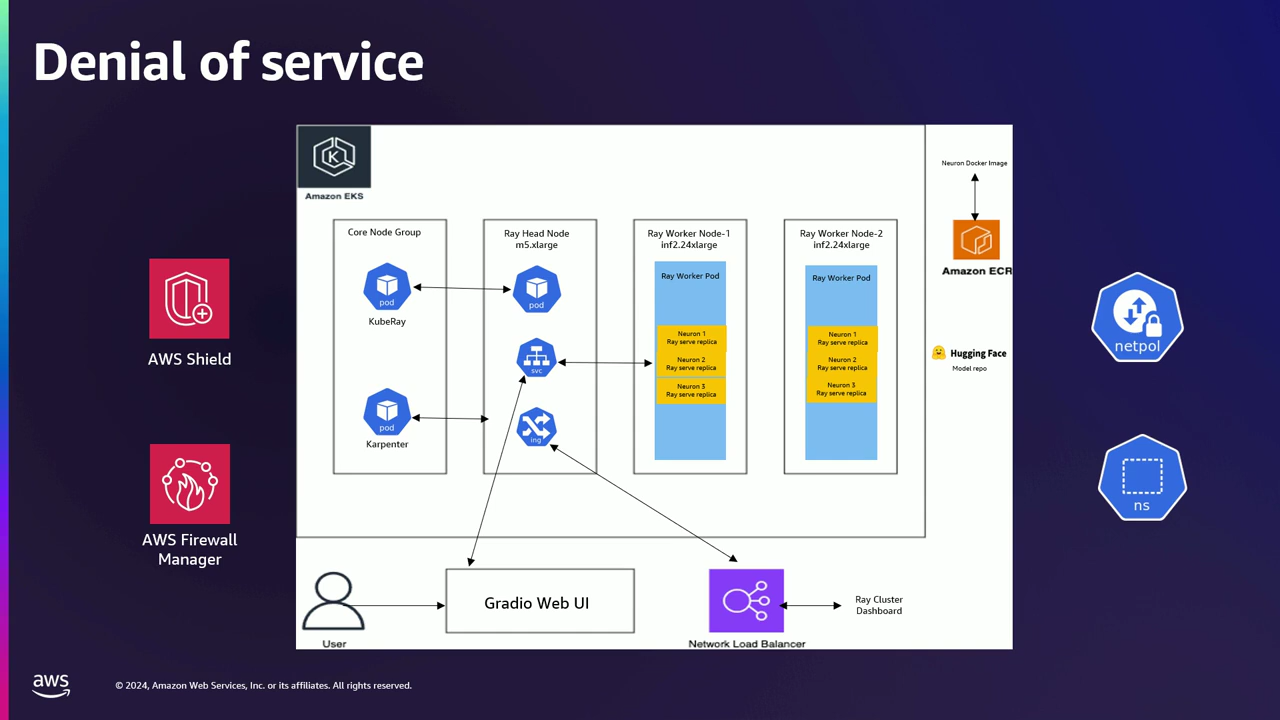 Denial of service
Amazon EKS
Core Node Group
pod
KubeRay
pod
Karpenter
Ray Head Node
m5.xlarge
pod
svc
ing
Ray Worker Node-1
inf2.24xlarge
Ray Worker Pod
Neuron 1
Ray serve replica
Neuron 2
Ray serve replica
Neuron 3
Ray serve replica
Ray Worker Node-2
inf2.24xlarge
Ray Worker Pod
Neuron 1
Ray serve replica
Neuron 2
Ray serve replica
Neuron 3
Ray serve replica
Neuron Docker Image
Amazon ECR
Hugging Face
Model repo
AWS Shield
AWS Firewall
Manager
netpol
ns
User
Gradio Web UI
Network Load Balancer
Ray Cluster
Dashboard
aws
© 2024, Amazon Web Services, Inc. or its affiliates. All rights reserved.